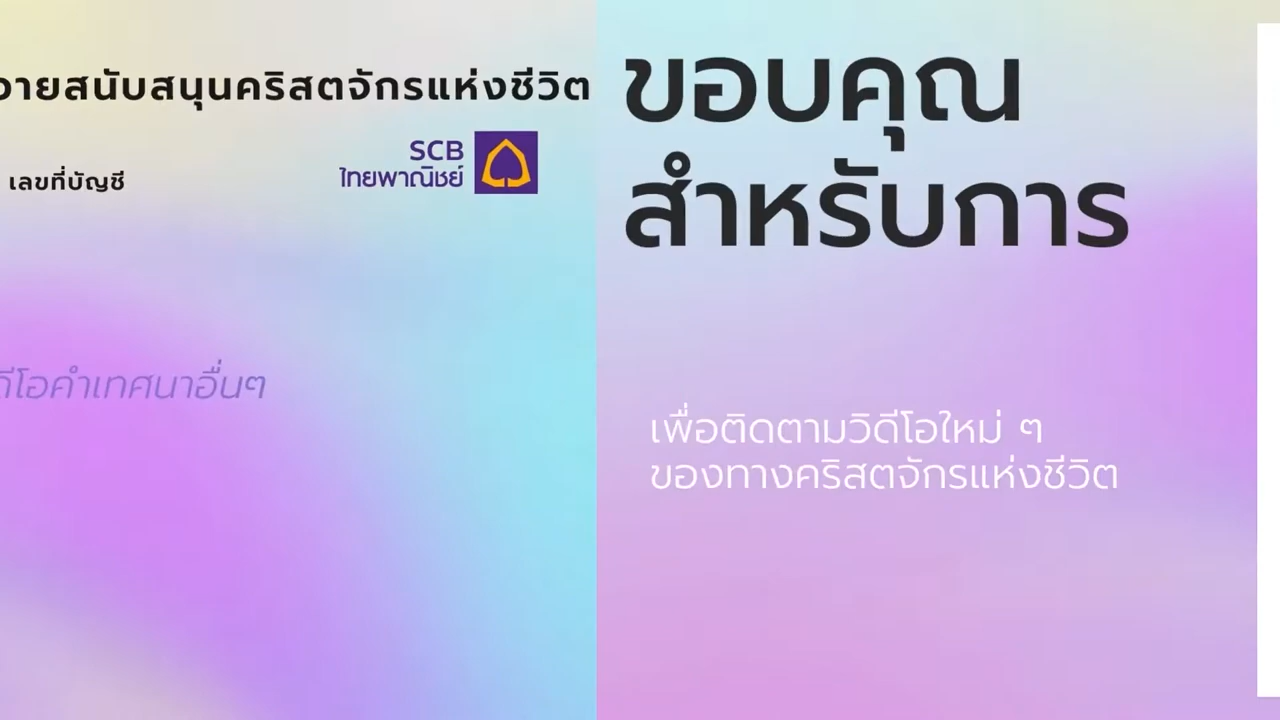 วายสนับสนุนคริสตจักรแห่งชีวิต
SCB
ไทยพาณิชย์
เลขที่บัญชี
ดีโอคำเทศนาอื่นๆ
ขอบคุณ
สำหรับการ
เพื่อติดตามวิดีโอใหม่ ๆ
ของทางคริสตจักรแห่งชีวิต